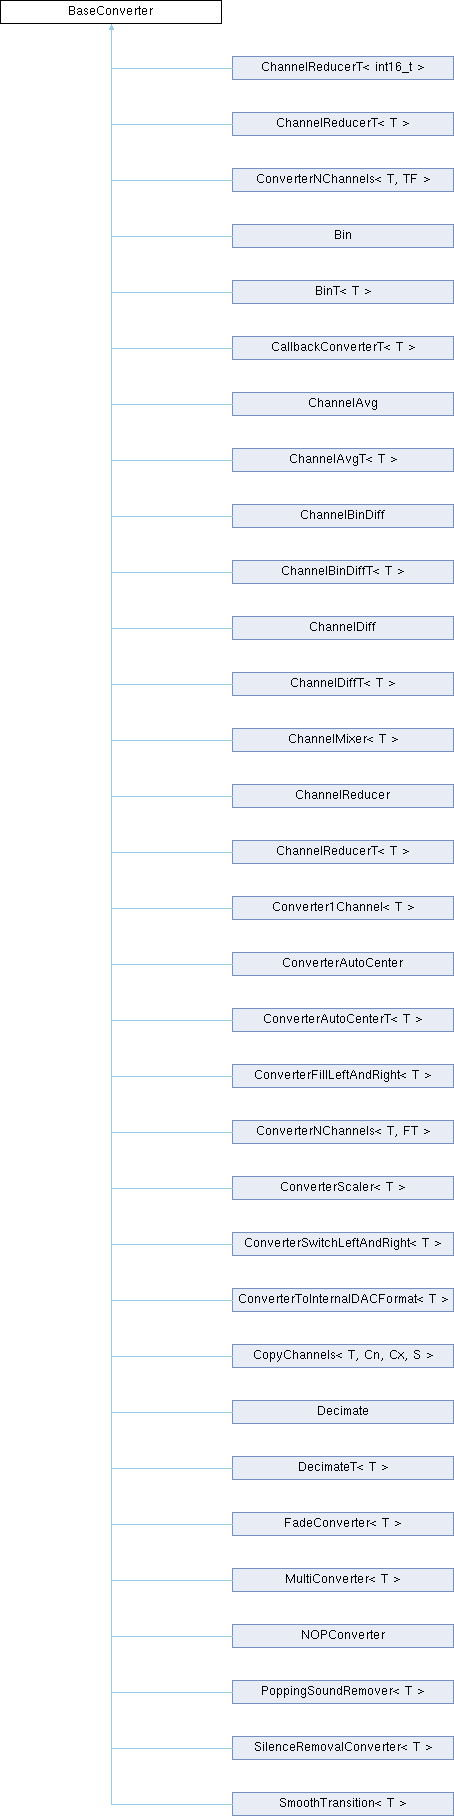 BaseConverter
ChannelReducerT< int16_t >
ChannelReducerT< T >
ConverterNChannels< T, TF >
Bin
BinT< T >
CallbackConverterT< T >
ChannelAvg
ChannelAvgT< T >
ChannelBinDiff
ChannelBinDiffT< T >
ChannelDiff
ChannelDiffT< T >
ChannelMixer< T >
ChannelReducer
ChannelReducerT< T >
Converter1Channel< T >
ConverterAutoCenter
ConverterAutoCenterT< T >
ConverterFillLeftAndRight< T >
ConverterNChannels< T, FT >
ConverterScaler< T >
ConverterSwitchLeftAndRight< T >
ConverterToInternalDACFormat< T >
CopyChannels< T, Cn, Cx, S >
Decimate
DecimateT< T >
FadeConverter< T >
MultiConverter< T >
NOPConverter
PoppingSoundRemover< T >
SilenceRemovalConverter< T >
SmoothTransition< T >